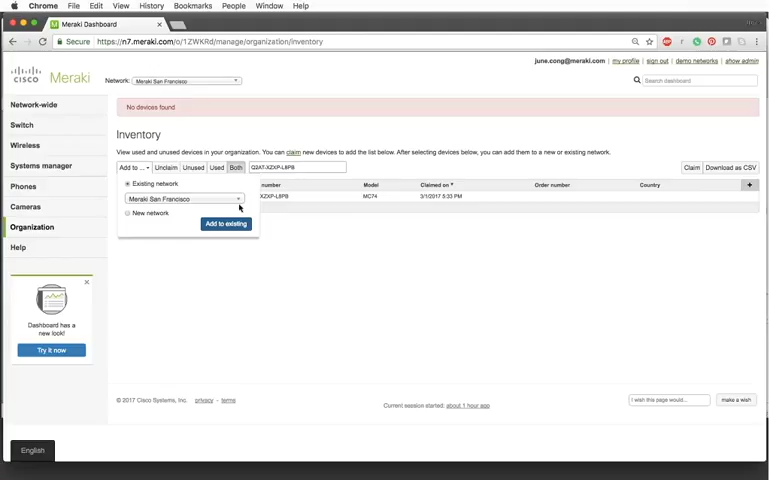 Chrome File Edit View History Bookmarks People Window Help
Meraki Dashboard
Secure https://n7.meraki.com/o/1ZWKRd/manage/organization/inventory
june.cong@meraki.com my profile sign out demo networks ahow admin
CISCO Meraki
Network: Meraki San Francisco
Search dashboard
Network-wide
Switch
Wireless
Systems manager
Phones
Cameras
Organization
Help
Dashboard has a
new look!
Try it now
No devices found
Inventory
View used and unused devices in your organization. You can claim new devices to add the list below. After selecting devices, you can add them to a new or existing network.
Add to ... Unclaim Unused Used Both Q2AT-XZXP-L8PB Claim Download as CSV
number Model Claimed on Order number Country
XZXP-L8PB MC74 3/1/2017 5:33 PM
Existing network
Meraki San Francisco
New network
Add to existing
© 2017 Cisco Systems, Inc. privacy - terms
Current session started: about 1 hour ago
I wish this page would... make a wish
English